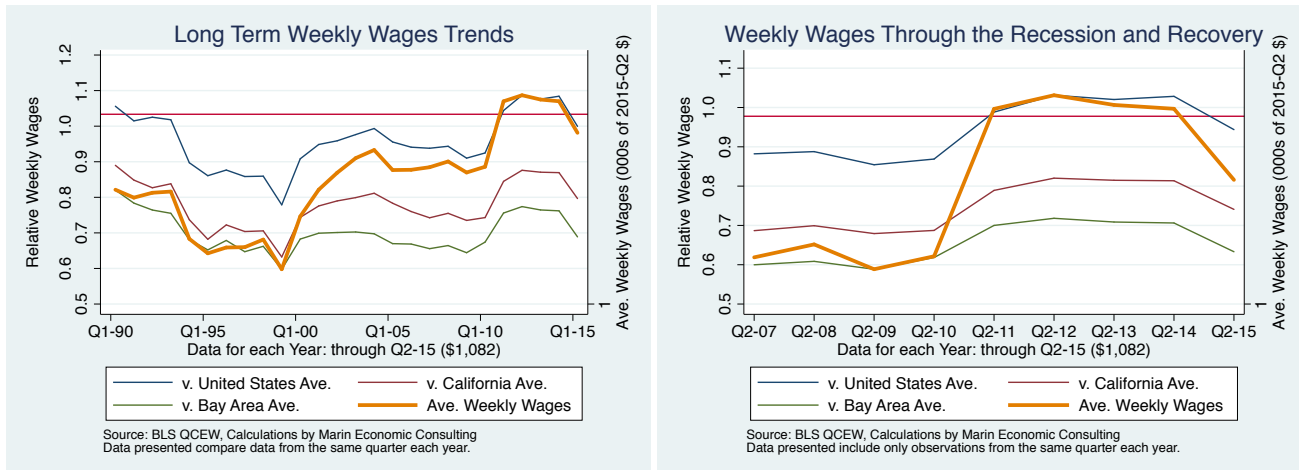 Long Term Weekly Wages Trends
Relative Weekly Wages
1.2
1.1
1.0
0.9
0.8
0.7
0.6
0.5
1
Ave. Weekly Wages (000s of 2015-Q2 $)
Q1-90 Q1-95 Q1-00 Q1-05 Q1-10 Q1-15
Data for each Year: through Q2-15 ($1,082)
v. United States Ave. v. California Ave.
v. Bay Area Ave. Ave. Weekly Wages
Source: BLS QCEW, Calculations by Marin Economic Consulting
Data presented compare data from the same quarter each year.
Weekly Wages Through the Recession and Recovery
Relative Weekly Wages
1.1
1.0
0.9
0.8
0.7
0.6
0.5
1
Ave. Weekly Wages (000s of 2015-Q2 $)
Q2-07 Q2-08 Q2-09 Q2-10 Q2-11 Q2-12 Q2-13 Q2-14 Q2-15
Data for each Year: through Q2-15 ($1,082)
v. United States Ave. v. California Ave.
v. Bay Area Ave. Ave. Weekly Wages
Source: BLS QCEW, Calculations by Marin Economic Consulting
Data presented include only observations from the same quarter each year.